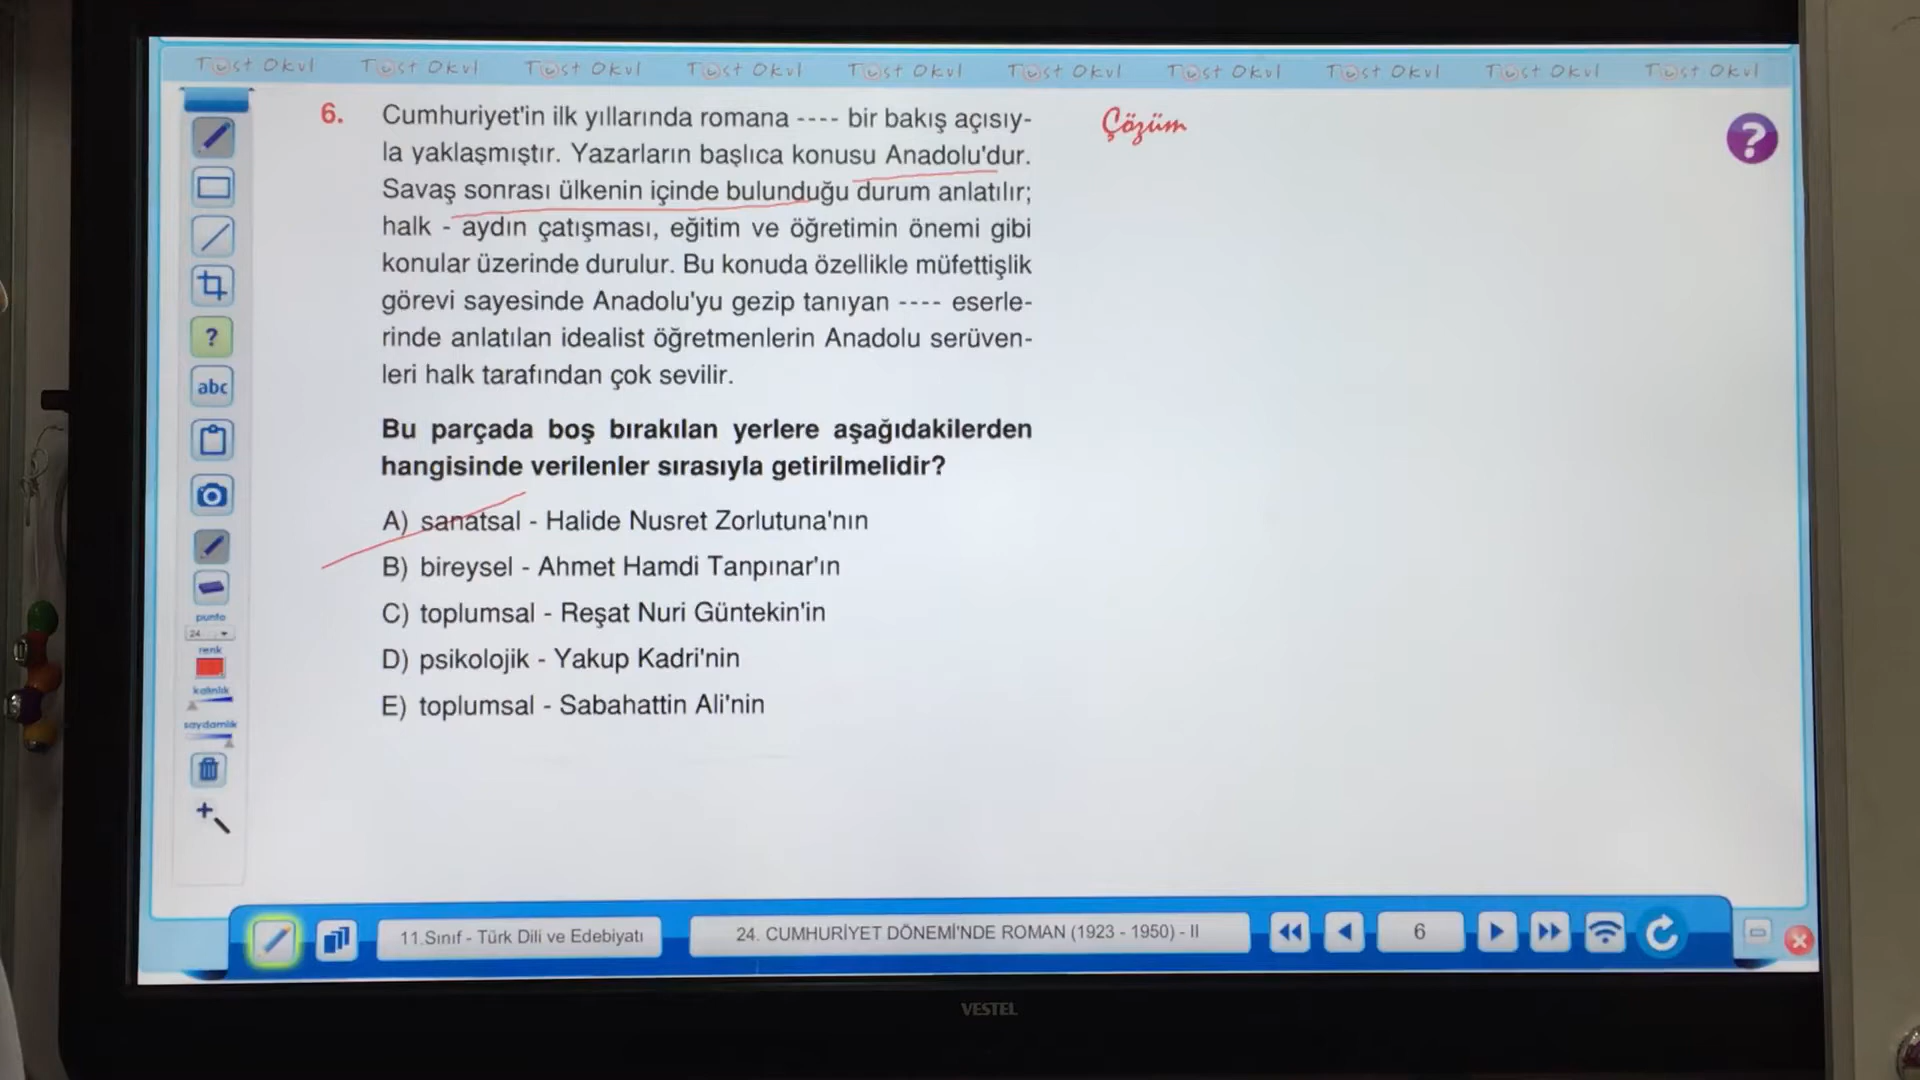 Test Okul Test Okul Test Okul Test Okul Test Okul Test Okul Test Okul Test Okul Test Okul Test Okul
6. Cumhuriyet'in ilk yıllarında romana ---- bir bakış açısıy-
la yaklaşmıştır. Yazarların başlıca konusu Anadolu'dur.
Savaş sonrası ülkenin içinde bulunduğu durum anlatılır;
halk - aydın çatışması, eğitim ve öğretimin önemi gibi
konular üzerinde durulur. Bu konuda özellikle müfettişlik
görevi sayesinde Anadolu'yu gezip tanıyan ---- eserle-
rinde anlatılan idealist öğretmenlerin Anadolu serüven-
leri halk tarafından çok sevilir.
Bu parçada boş bırakılan yerlere aşağıdakilerden
hangisinde verilenler sırasıyla getirilmelidir?
A) sanatsal - Halide Nusret Zorlutuna'nın
B) bireysel - Ahmet Hamdi Tanpınar'ın
C) toplumsal - Reşat Nuri Güntekin'in
D) psikolojik - Yakup Kadri'nin
E) toplumsal - Sabahattin Ali'nin
Çözüm
?
?
abc
punto
24
renk
kalınlık
saydamlık
11.Sınıf - Türk Dili ve Edebiyatı
24. CUMHURİYET DÖNEMİ'NDE ROMAN (1923 - 1950) - II
6
VESTEL